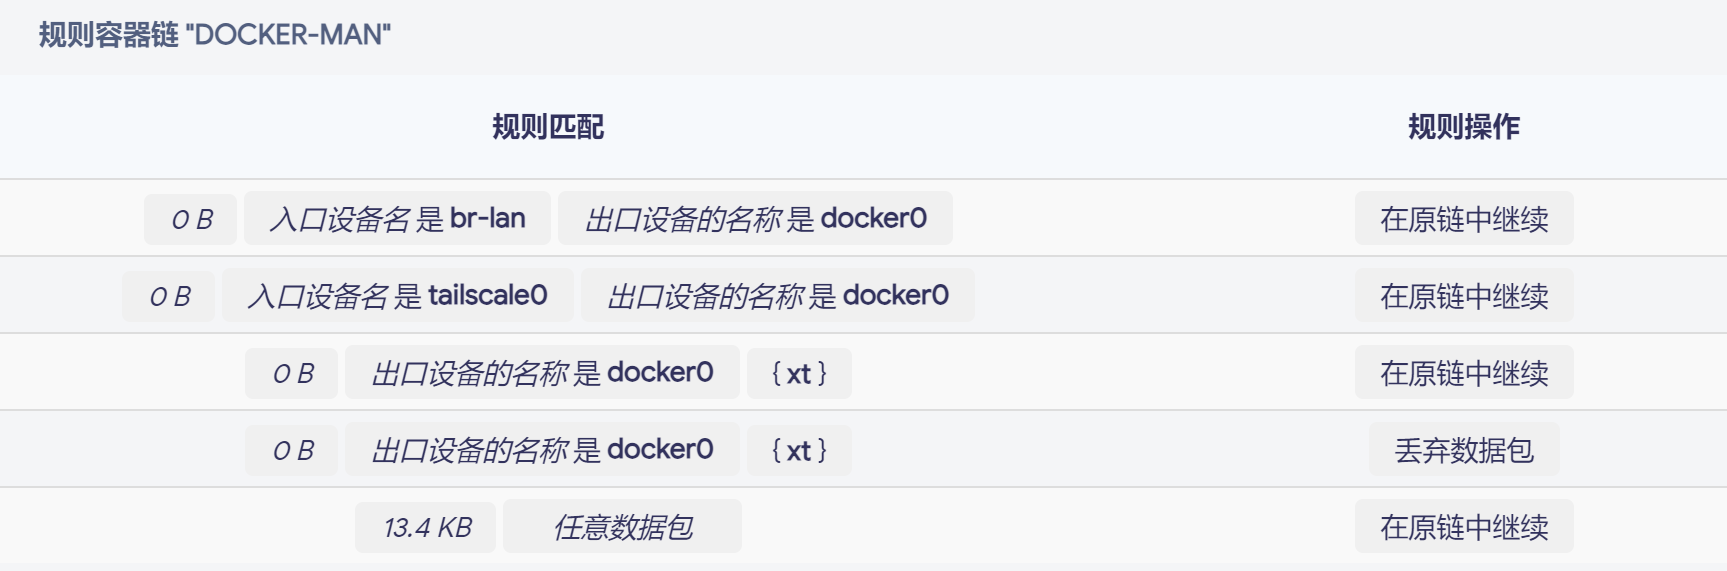 规则容器链 "DOCKER-MAN"
规则匹配 规则操作
0 B 入口设备名 是 br-lan 出口设备的名称 是 docker0 在原链中继续
0 B 入口设备名 是 tailscale0 出口设备的名称 是 docker0 在原链中继续
0 B 出口设备的名称 是 docker0 { xt } 在原链中继续
0 B 出口设备的名称 是 docker0 { xt } 丢弃数据包
13.4 KB 任意数据包 在原链中继续